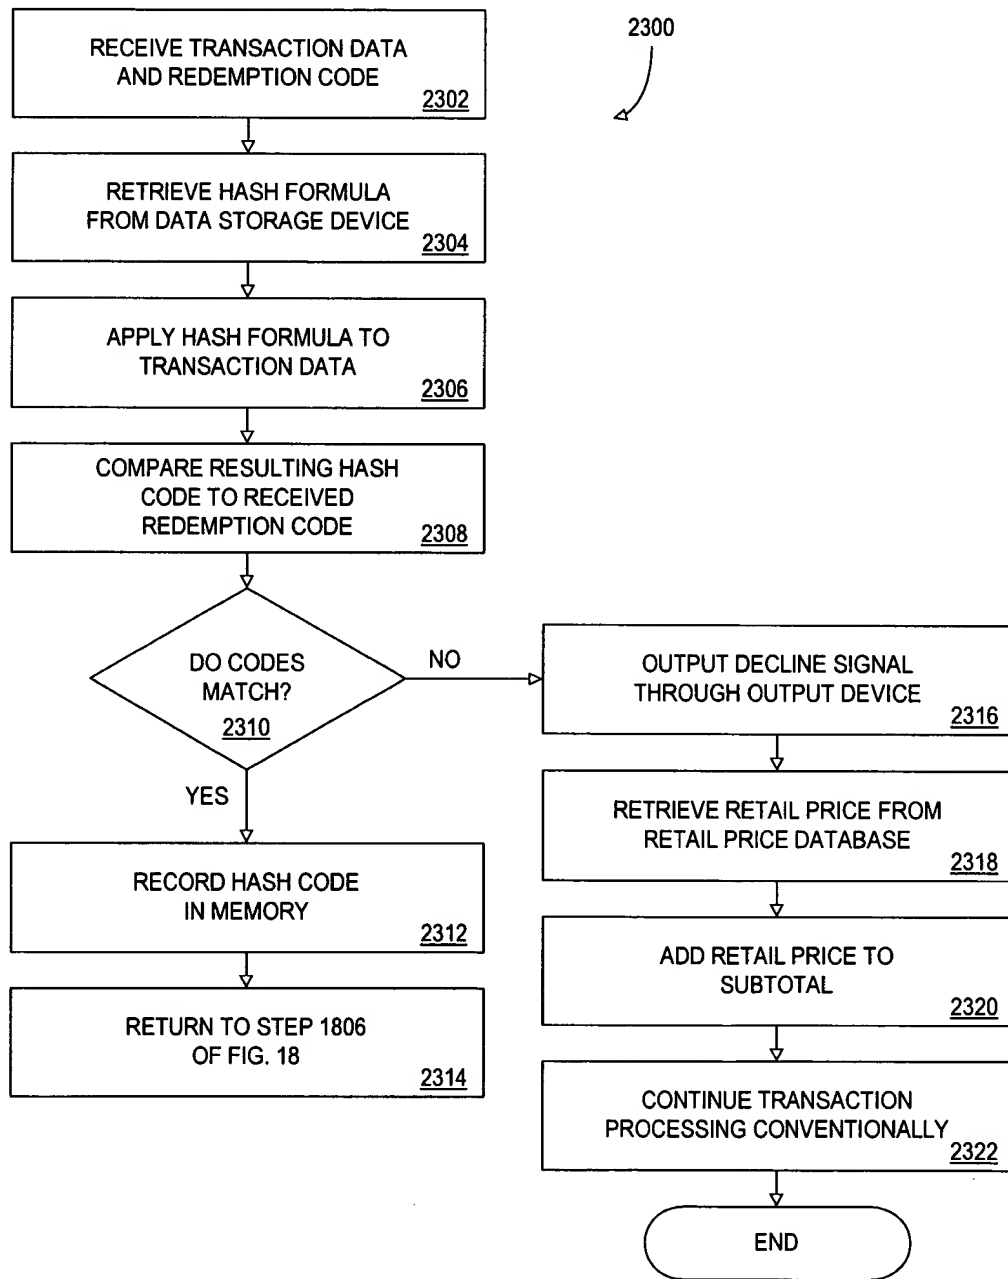 2300
RECEIVE TRANSACTION DATA
AND REDEMPTION CODE
2302
RETRIEVE HASH FORMULA
FROM DATA STORAGE DEVICE
2304
APPLY HASH FORMULA TO
TRANSACTION DATA
2306
COMPARE RESULTING HASH
CODE TO RECEIVED
REDEMPTION CODE
2308
DO CODES
MATCH?
2310
NO
YES
RECORD HASH CODE
IN MEMORY
2312
RETURN TO STEP 1806
OF FIG. 18
2314
OUTPUT DECLINE SIGNAL
THROUGH OUTPUT DEVICE
2316
RETRIEVE RETAIL PRICE FROM
RETAIL PRICE DATABASE
2318
ADD RETAIL PRICE TO
SUBTOTAL
2320
CONTINUE TRANSACTION
PROCESSING CONVENTIONALLY
2322
END